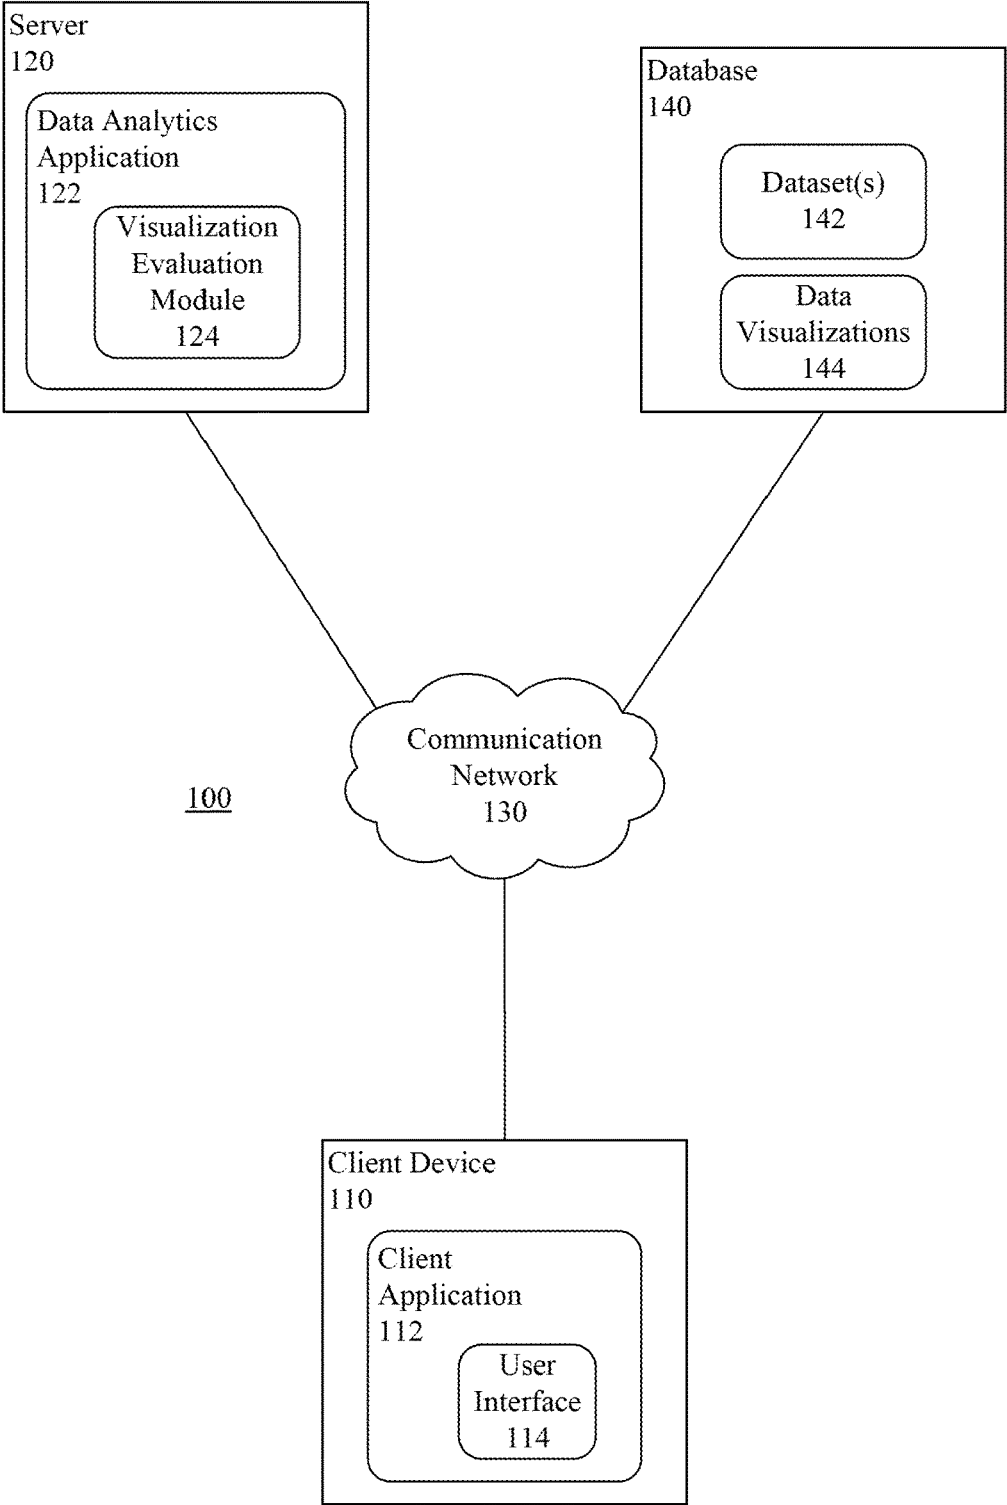 Server
120
Data Analytics
Application
122
Visualization
Evaluation
Module
124
Database
140
Dataset(s)
142
Data
Visualizations
144
Communication
Network
130
100
Client Device
110
Client
Application
112
User
Interface
114